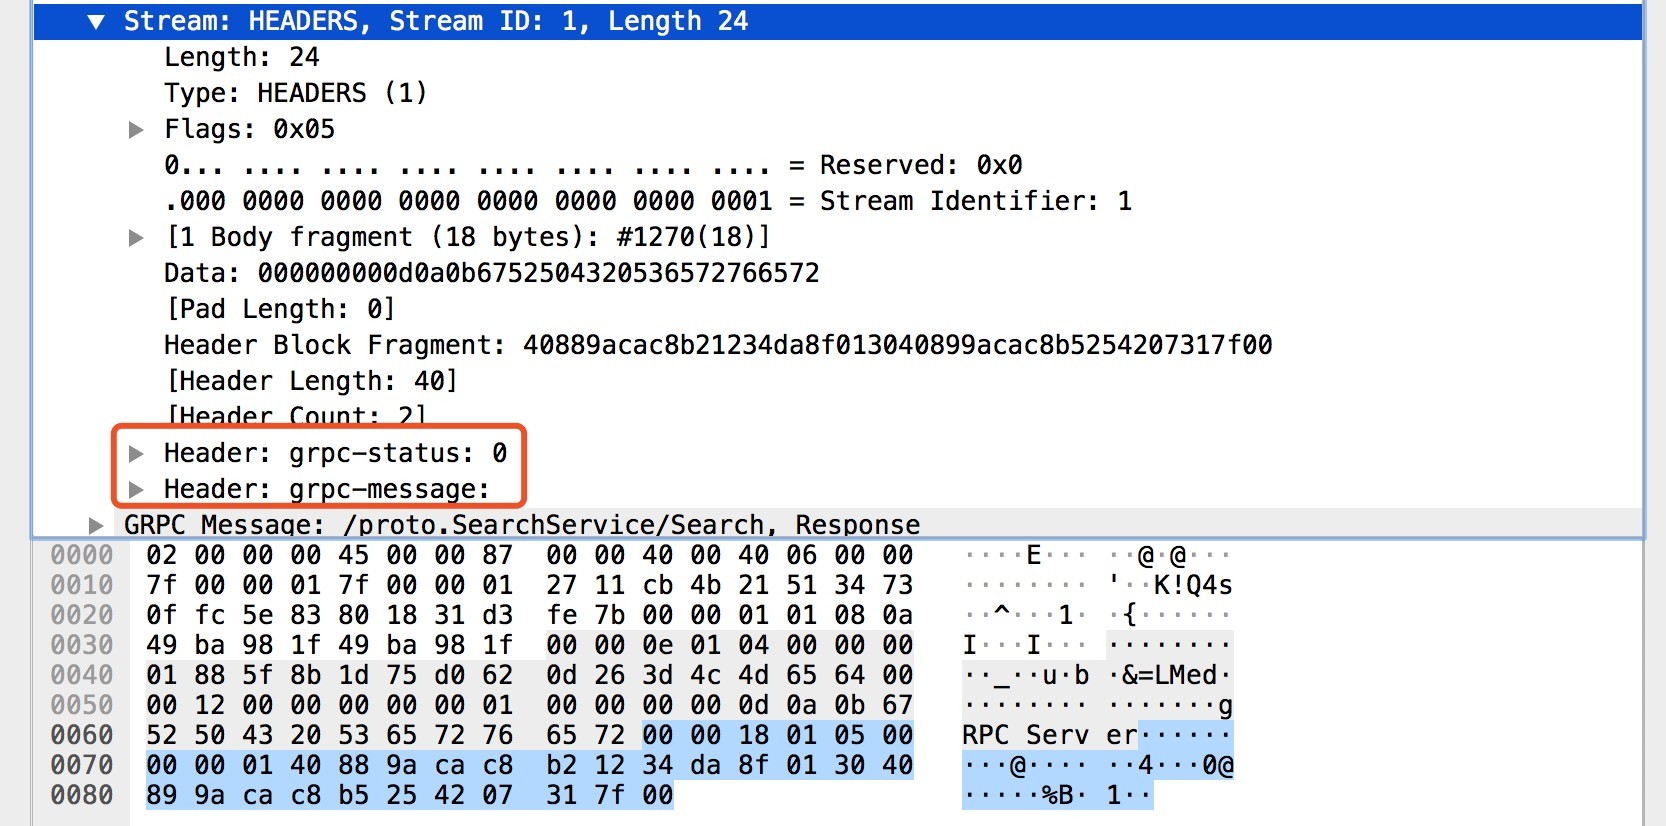 Stream: HEADERS, Stream ID: 1, Length 24
Length: 24
Type: HEADERS (1)
Flags: 0x05
0... .... .... .... .... .... .... .... = Reserved: 0x0
.000 0000 0000 0000 0000 0000 0000 0001 = Stream Identifier: 1
[1 Body fragment (18 bytes): #1270(18)]
Data: 000000000d0a0b6752504320536572766572
[Pad Length: 0]
Header Block Fragment: 40889acac8b21234da8f013040899acac8b5254207317f00
[Header Length: 40]
[Header Count: 2]
Header: grpc-status: 0
Header: grpc-message:
GRPC Message: /proto.SearchService/Search, Response
0000 02 00 00 00 45 00 00 87 00 00 40 00 40 06 00 00 ····E··· ··@·@···
0010 7f 00 00 01 7f 00 00 01 27 11 cb 4b 21 51 34 73 ········ '··K!Q4s
0020 0f fc 5e 83 80 18 31 d3 fe 7b 00 00 01 01 08 0a ··^···1· ·{······
0030 49 ba 98 1f 49 ba 98 1f 00 00 0e 01 04 00 00 00 I···I··· ········
0040 01 88 5f 8b 1d 75 d0 62 0d 26 3d 4c 4d 65 64 00 ··_··u·b ·&=LMed·
0050 00 12 00 00 00 00 00 01 00 00 00 00 0d 0a 0b 67 ········ ·······g
0060 52 50 43 20 53 65 72 76 65 72 00 00 18 01 05 00 RPC Serv er······
0070 00 00 01 40 88 9a ca c8 b2 12 34 da 8f 01 30 40 ···@···· ··4···0@
0080 89 9a ca c8 b5 25 42 07 31 7f 00 ·····%B· 1··